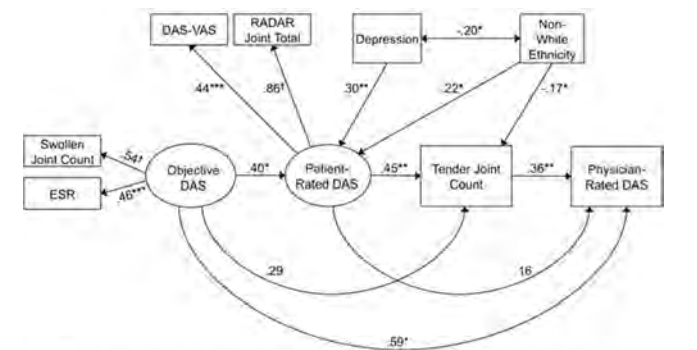 DAS-VAS
RADAR
Joint Total
Depression
-.20*
Non-
White
Ethnicity
.44***
.86†
.30**
.22*
-.17*
Swollen
Joint Count
-.54†
Objective
DAS
.40*
Patient-
Rated DAS
.45**
Tender Joint
Count
.36**
Physician-
Rated DAS
ESR
.46***
.29
.16
.59*